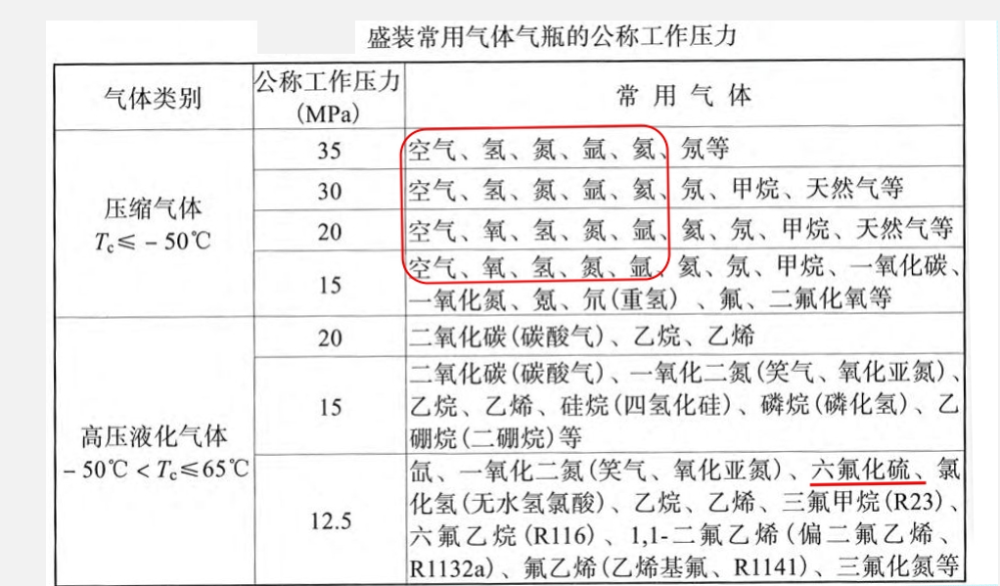 盛装常用气体气瓶的公称工作压力
气体类别
公称工作压力
(MPa)
常用气体
压缩气体
Tc≤-50℃
35
空气、氢、氮、氩、氦、氖等
30
空气、氢、氮、氩、氦、氖、甲烷、天然气等
20
空气、氧、氢、氮、氩、氦、氖、甲烷、天然气等
15
空气、氧、氢、氮、氩、氦、氖、甲烷、一氧化碳、
一氧化氮、氪、氘(重氢)、氟、二氟化氧等
高压液化气体
-50℃<Tc≤65℃
20
二氧化碳(碳酸气)、乙烷、乙烯
15
二氧化碳(碳酸气)、一氧化二氮(笑气、氧化亚氮)、
乙烷、乙烯、硅烷(四氢化硅)、磷烷(磷化氢)、乙
硼烷(二硼烷)等
12.5
氙、一氧化二氮(笑气、氧化亚氮)、六氟化硫、氯
化氢(无水氢氯酸)、乙烷、乙烯、三氟甲烷(R23)、
六氟乙烷(R116)、1,1-二氟乙烯(偏二氟乙烯、
R1132a)、氟乙烯(乙烯基氟、R1141)、三氟化氮等